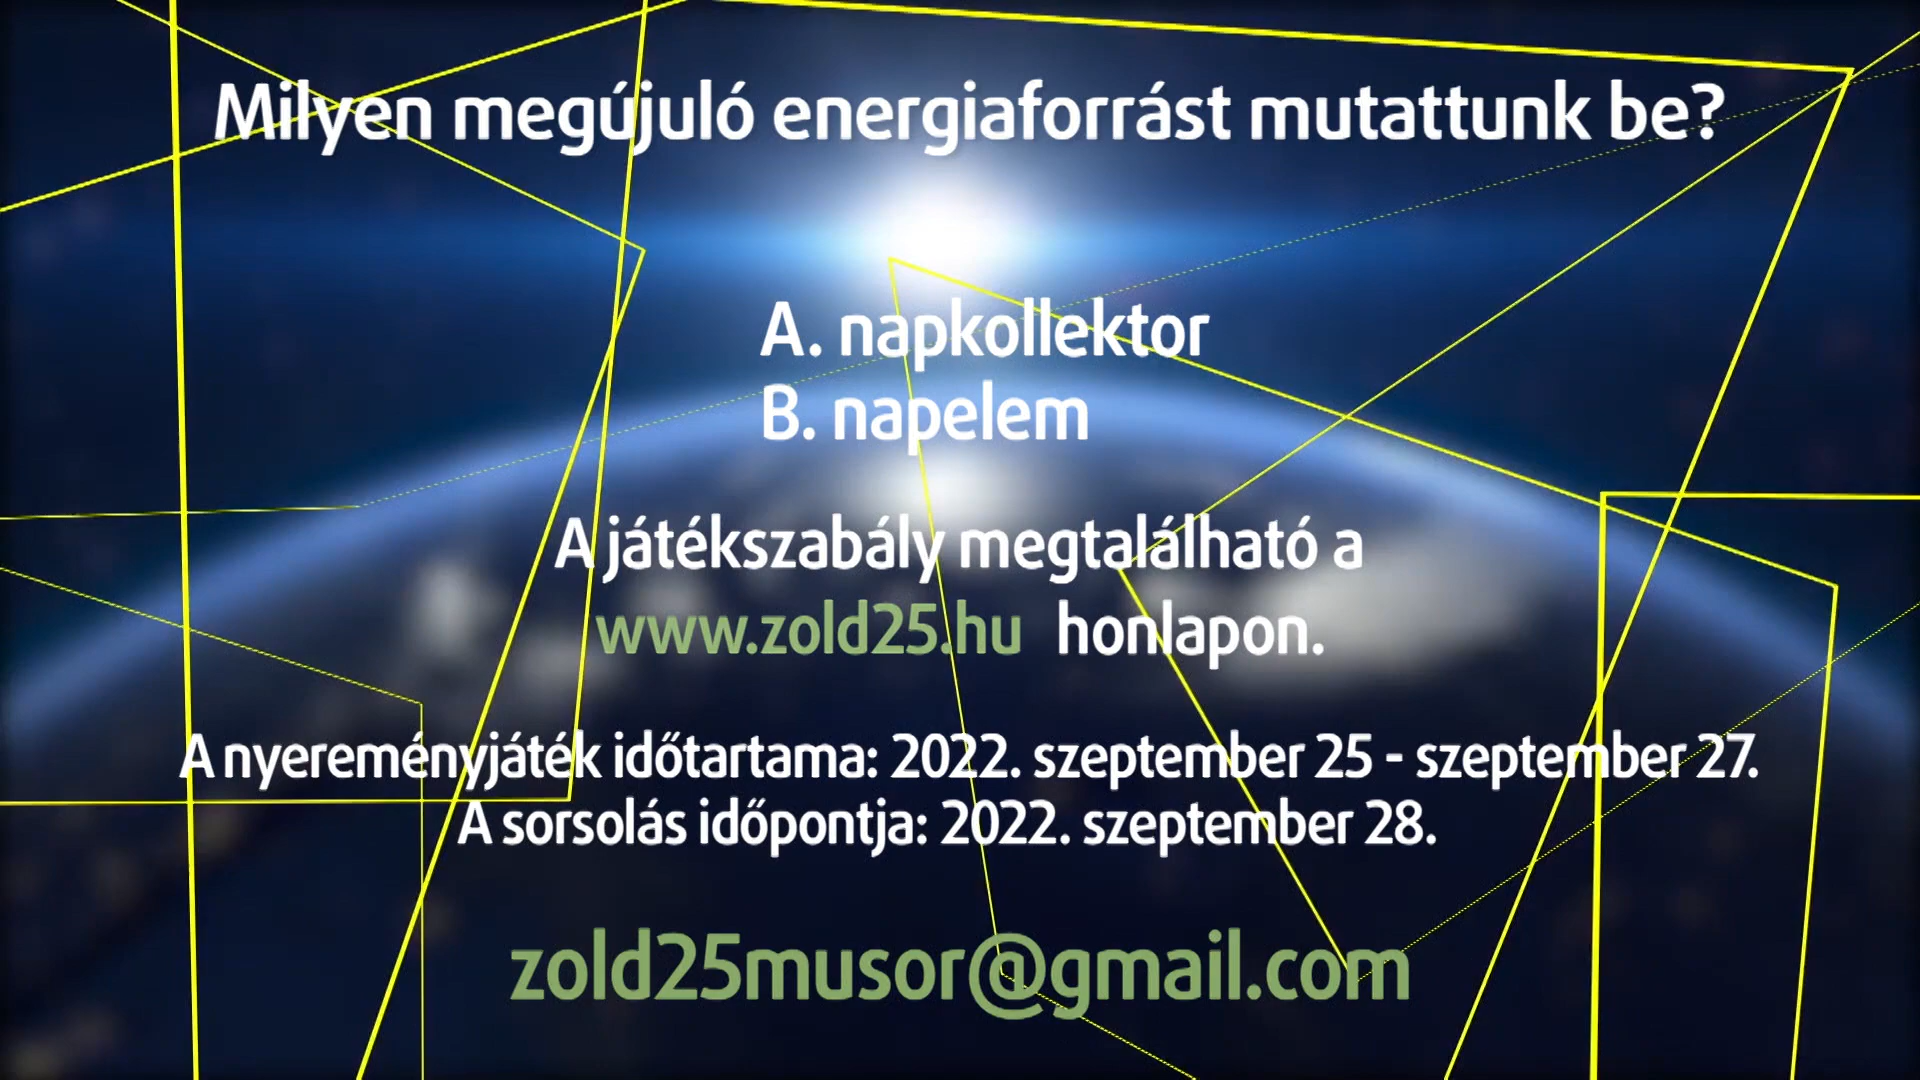 Milyen megújuló energiaforrást mutattunk be?
A. napkollektor
B. napelem
A játékszabály megtalálható a
www.zold25.hu honlapon.
A nyereményjáték időtartama: 2022. szeptember 25 - szeptember 27.
A sorsolás időpontja: 2022. szeptember 28.
zold25musor@gmail.com